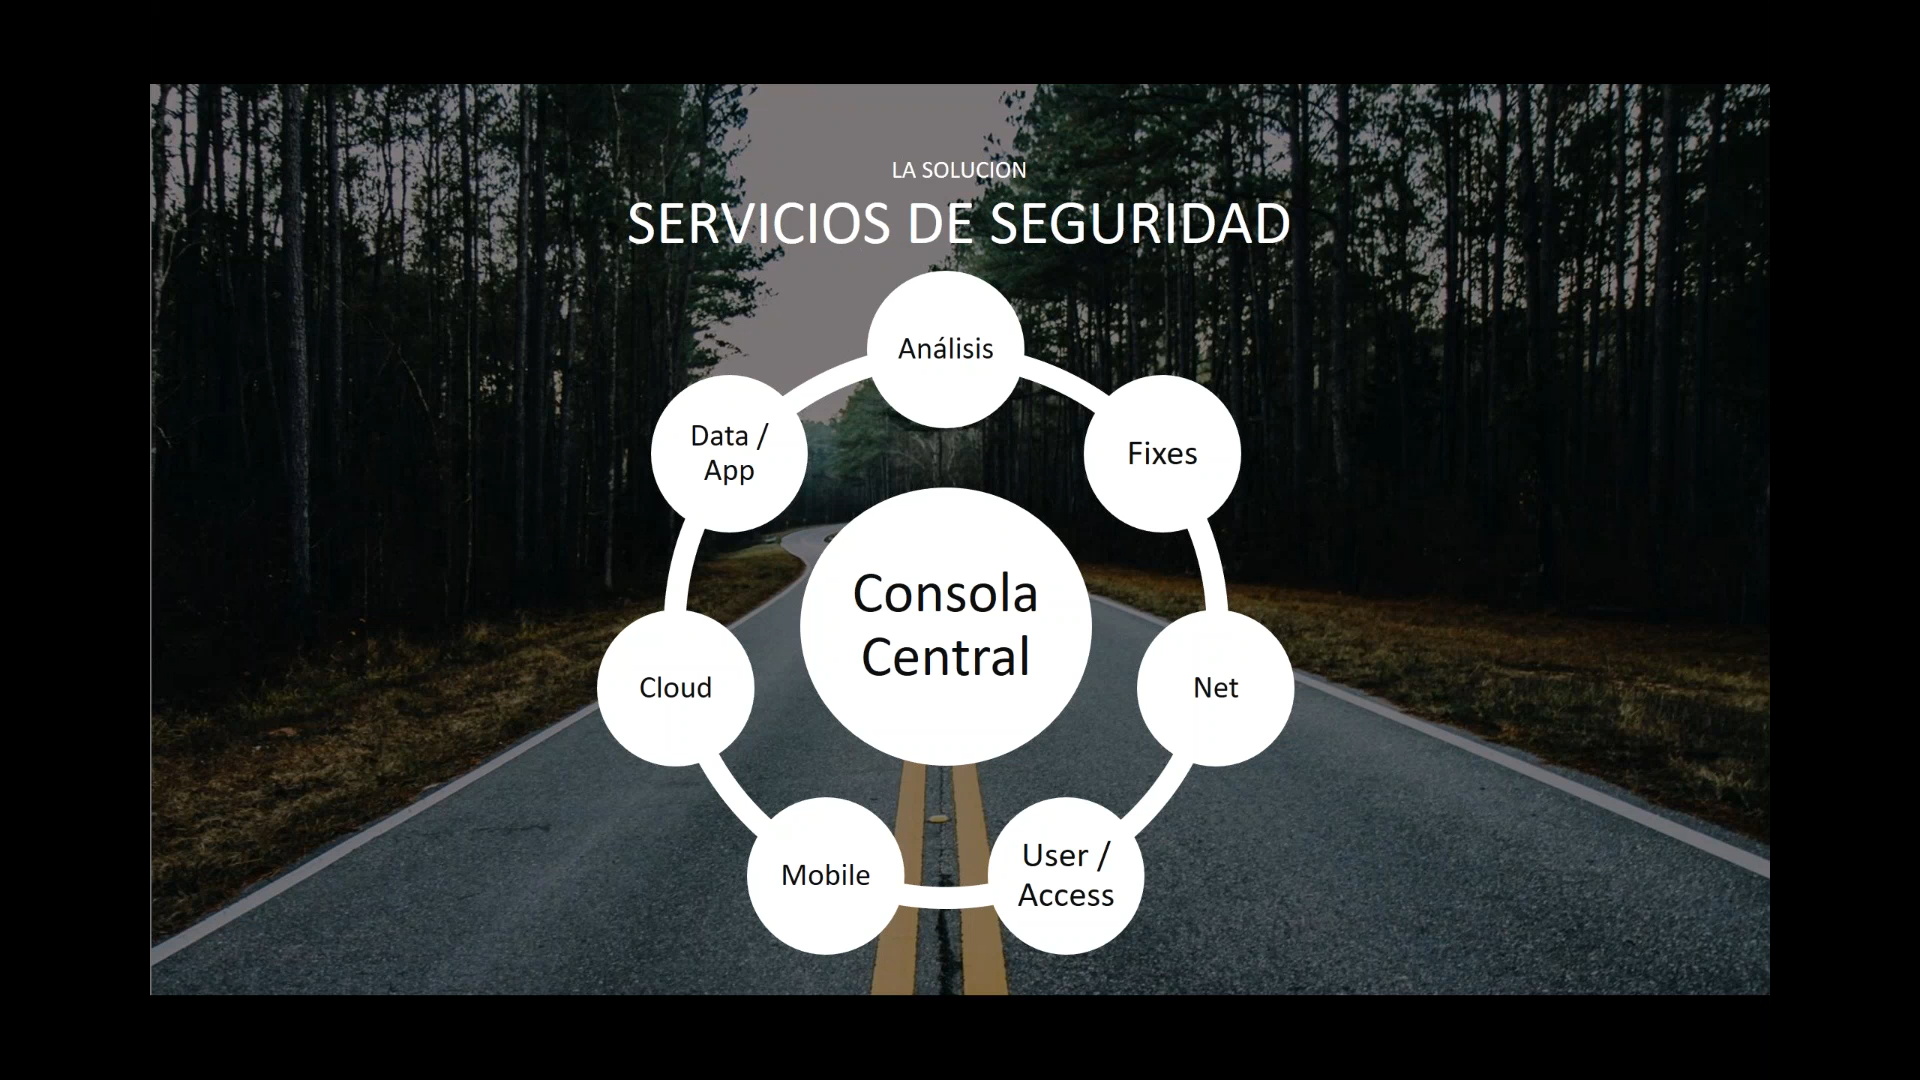 LA SOLUCION
SERVICIOS DE SEGURIDAD
Análisis
Data /
App
Fixes
Consola
Central
Cloud
Net
Mobile
User /
Access